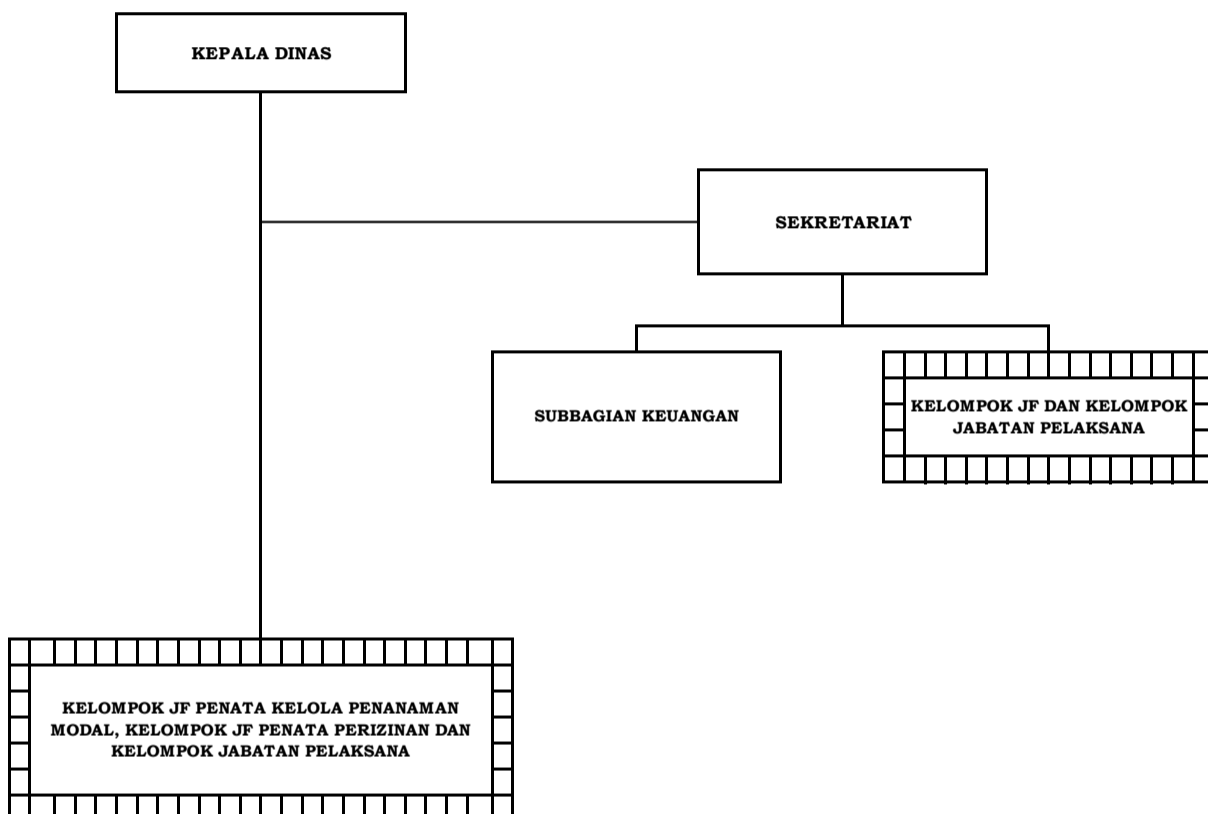 KEPALA DINAS
SEKRETARIAT
SUBBAGIAN KEUANGAN
KELOMPOK JF DAN KELOMPOK
JABATAN PELAKSANA
KELOMPOK JF PENATA KELOLA PENANAMAN
MODAL, KELOMPOK JF PENATA PERIZINAN DAN
KELOMPOK JABATAN PELAKSANA